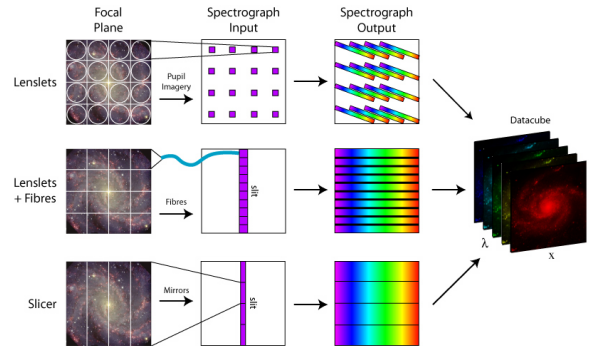 Focal
Plane
Spectrograph
Input
Spectrograph
Output
Lenslets
Pupil
Imagery
Datacube
Lenslets
+ Fibres
Fibres
slit
λ
x
Slicer
Mirrors
slit